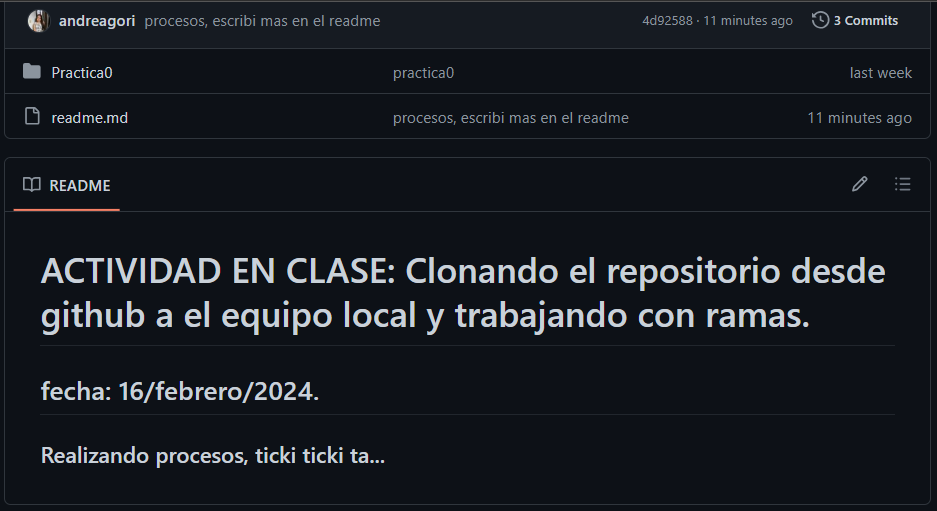 andreagori procesos, escribi mas en el readme 4d92588 · 11 minutes ago 3 Commits
Practica0 practica0 last week
readme.md procesos, escribi mas en el readme 11 minutes ago
README
ACTIVIDAD EN CLASE: Clonando el repositorio desde
github a el equipo local y trabajando con ramas.
fecha: 16/febrero/2024.
Realizando procesos, ticki ticki ta...